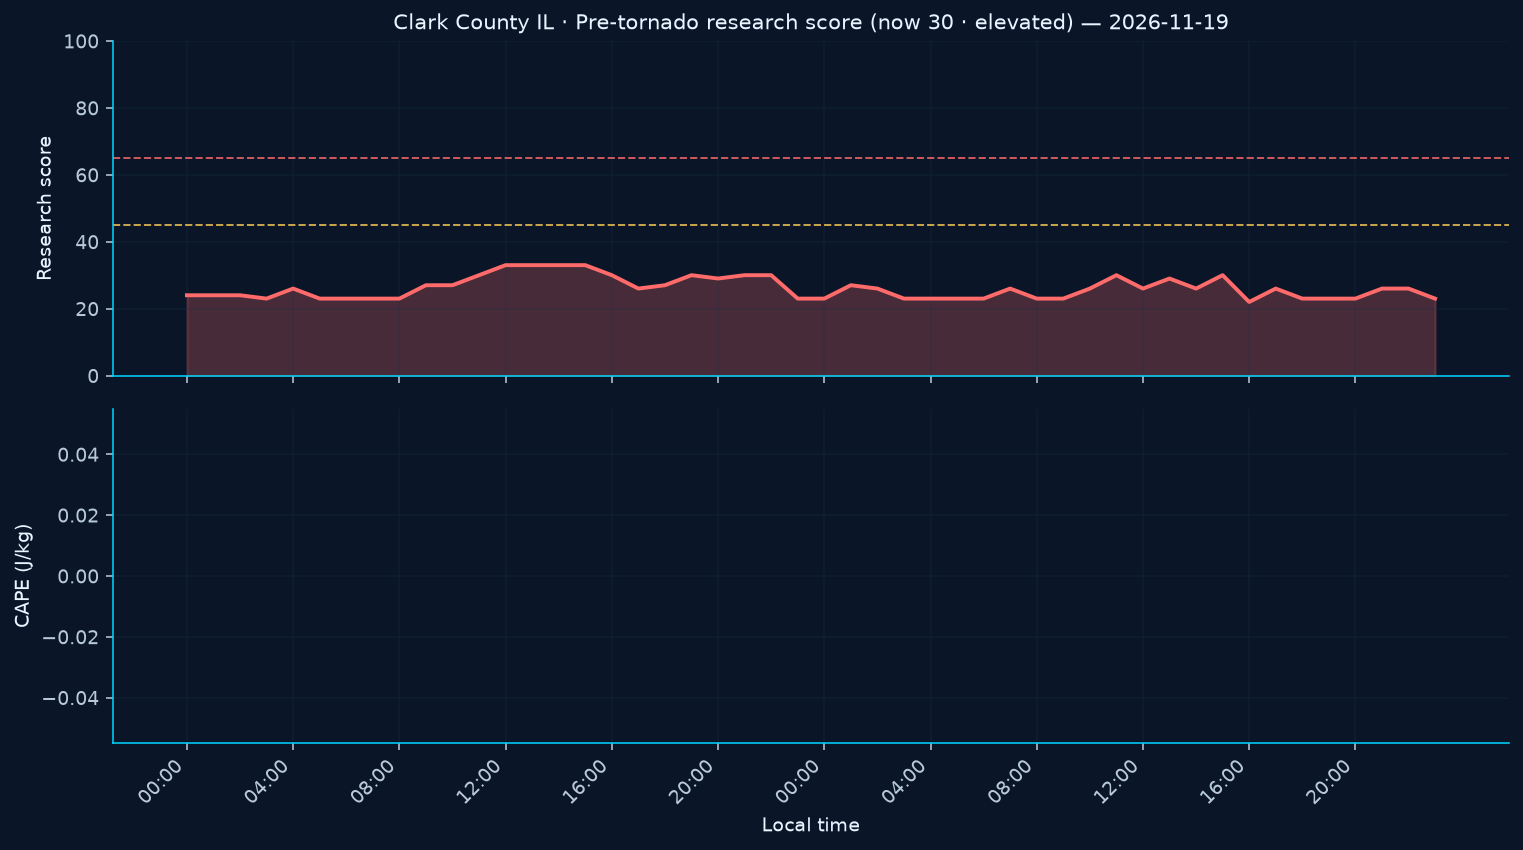 Clark County IL · Pre-tornado research score (now 30 · elevated) — 2026-11-19
100
80
60
40
20
0
Research score
0.04
0.02
0.00
−0.02
−0.04
CAPE (J/kg)
00:00 04:00 08:00 12:00 16:00 20:00 00:00 04:00 08:00 12:00 16:00 20:00
Local time